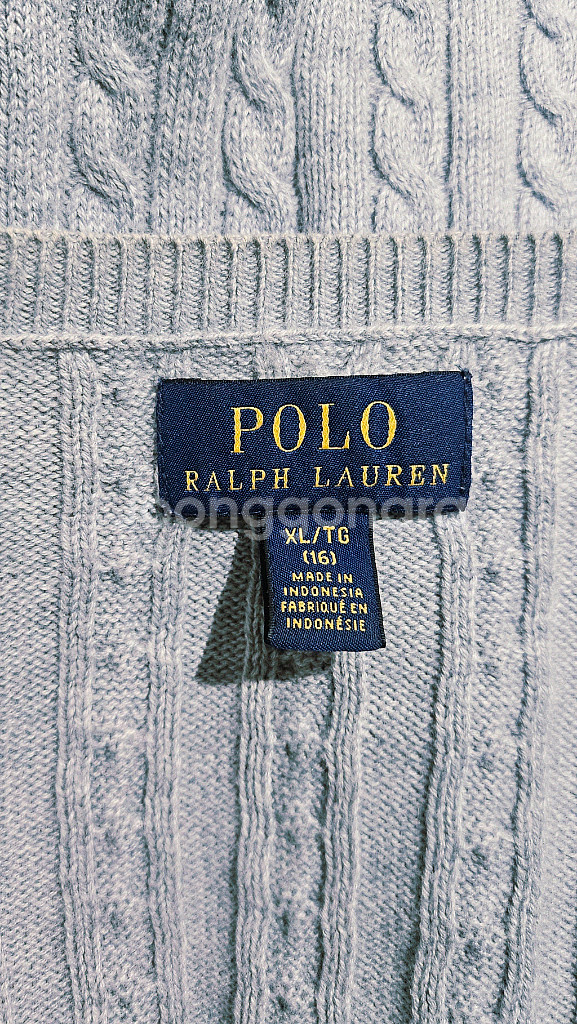 POLO
RALPH LAUREN
XL/TG
(16)
MADE IN
INDONESIA
FABRIQUÉ EN
INDONÉSIE